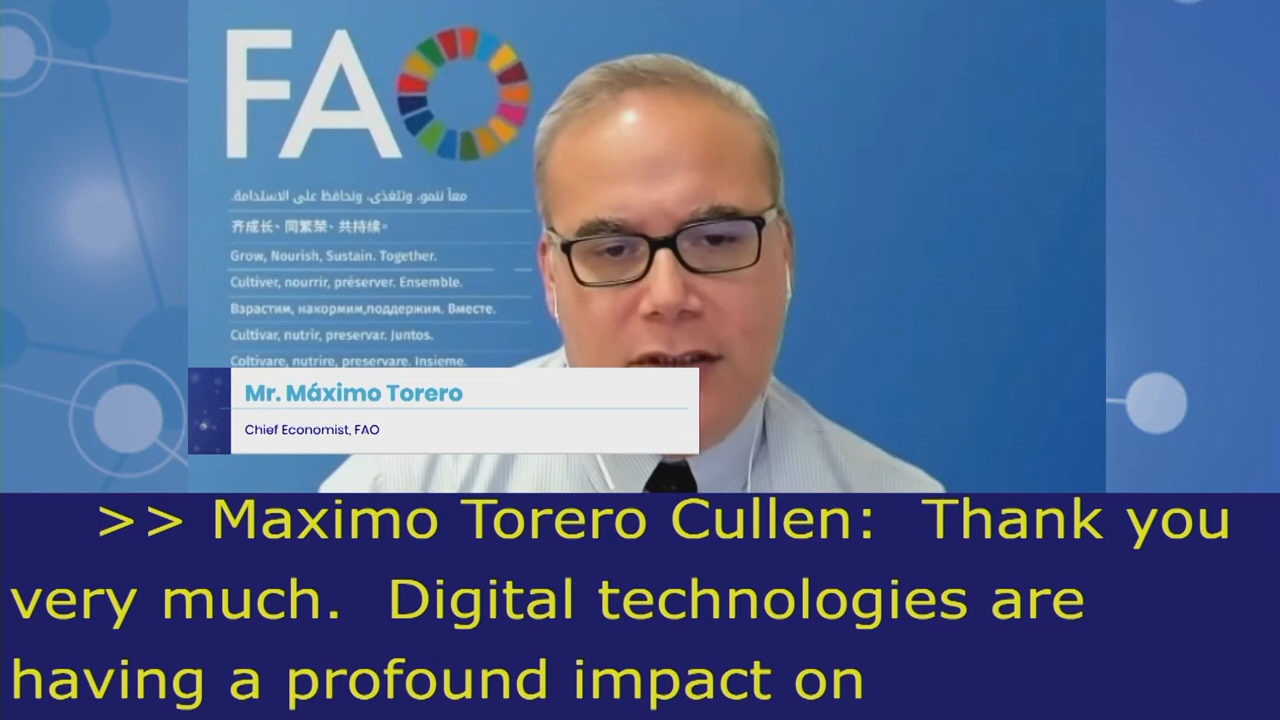 FAO
معاً ننمو، ونتغذى، ونحافظ على الاستدامة.
齐成长、同繁荣、共持续。
Grow, Nourish, Sustain. Together.
Cultiver, nourrir, préserver. Ensemble.
Взрастим, накормим,поддержим. Вместе.
Cultivar, nutrir, preservar. Juntos.
Coltivare, nutrire, preservare. Insieme.
Mr. Máximo Torero
Chief Economist, FAO
>> Maximo Torero Cullen: Thank you
very much. Digital technologies are
having a profound impact on